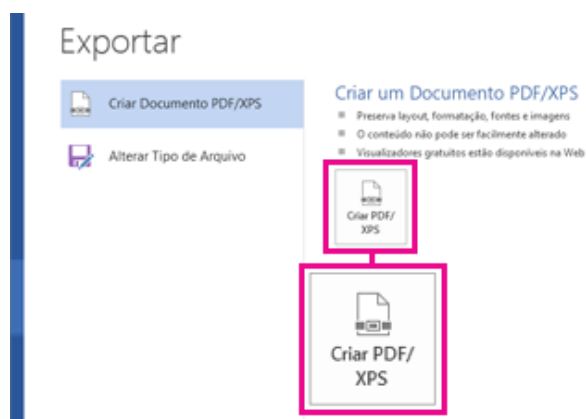 Exportar
Criar Documento PDF/XPS
Alterar Tipo de Arquivo
Criar um Documento PDF/XPS
Preserva layout, formatação, fontes e imagens
O conteúdo não pode ser facilmente alterado
Visualizadores gratuitos estão disponíveis na Web
Criar PDF/
XPS
Criar PDF/
XPS